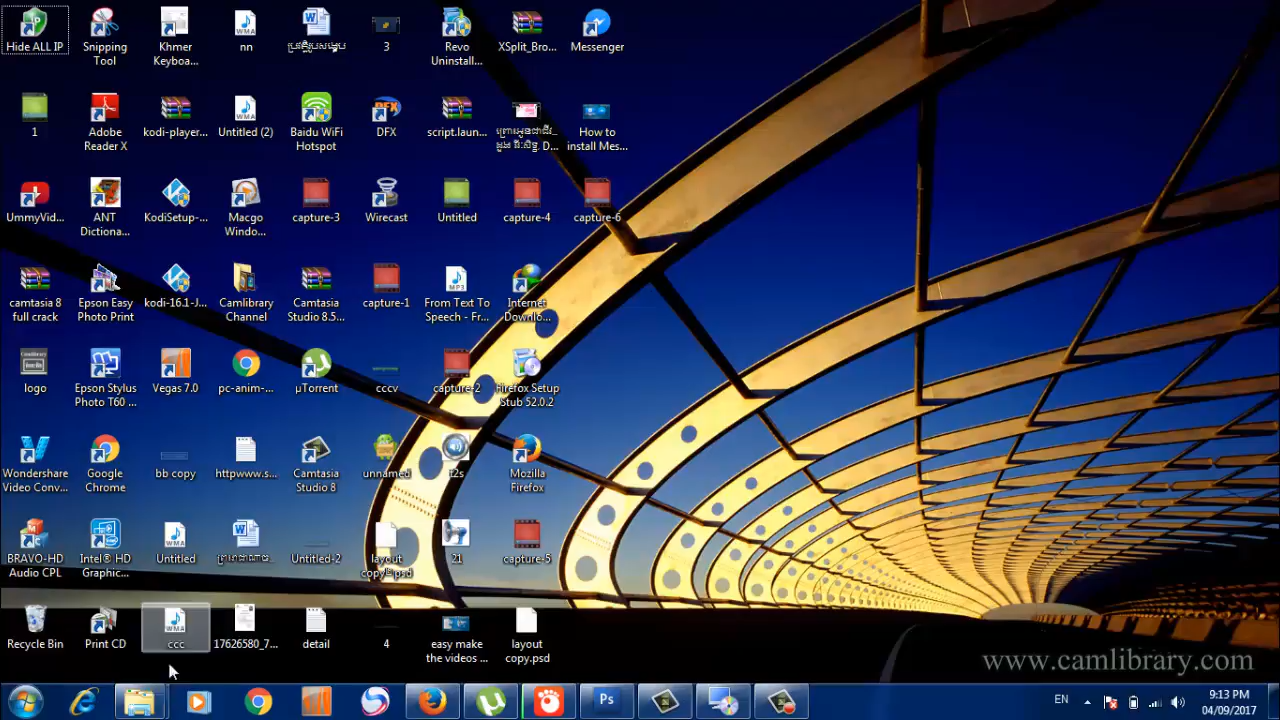 Hide ALL IP
Snipping
Tool
Khmer
Keyboa...
nn
3
Revo
Uninstall...
XSplit_Bro...
Messenger
1
Adobe
Reader X
kodi-player...
Untitled (2)
Baidu WiFi
Hotspot
DFX
script.laun...
How to
install Mes...
UmmyVid...
ANT
Dictiona...
KodiSetup-...
Macgo
Windo...
capture-3
Wirecast
Untitled
capture-4
capture-6
camtasia 8
full crack
Epson Easy
Photo Print
kodi-16.1-J...
Camlibrary
Channel
Camtasia
Studio 8.5...
capture-1
From Text To
Speech - Fr...
Internet
Downlo...
logo
Epson Stylus
Photo T60 ...
Vegas 7.0
pc-anim-...
µTorrent
cccv
capture-2
Firefox Setup
Stub 52.0.2
Wondershare
Video Conv...
Google
Chrome
bb copy
httpwww.s...
Camtasia
Studio 8
unnamed
t2s
Mozilla
Firefox
BRAVO-HD
Audio CPL
Intel® HD
Graphic...
Untitled
Untitled-2
layout
copy2.psd
21
capture-5
Recycle Bin
Print CD
ccc
17626580_7...
detail
4
easy make
the videos ...
layout
copy.psd
www.camlibrary.com
EN
9:13 PM
04/09/2017